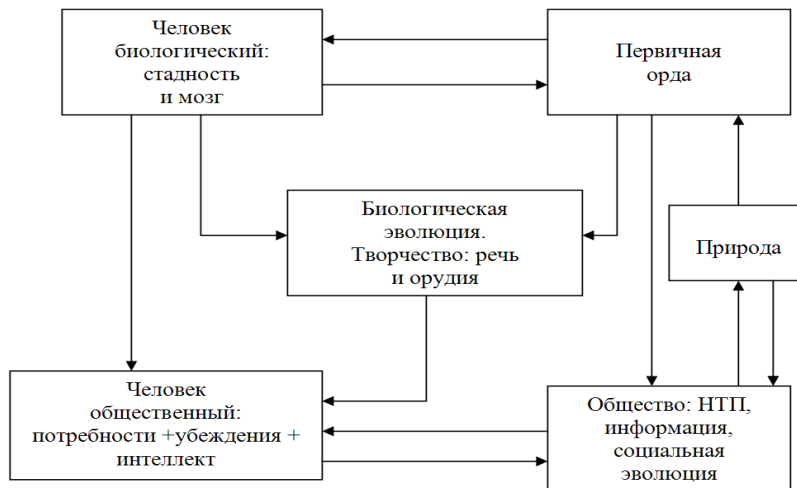 Человек
биологический:
стадность
и мозг
Первичная
орда
Биологическая
эволюция.
Творчество: речь
и орудия
Природа
Человек
общественный:
потребности +убеждения +
интеллект
Общество: НТП,
информация,
социальная
эволюция